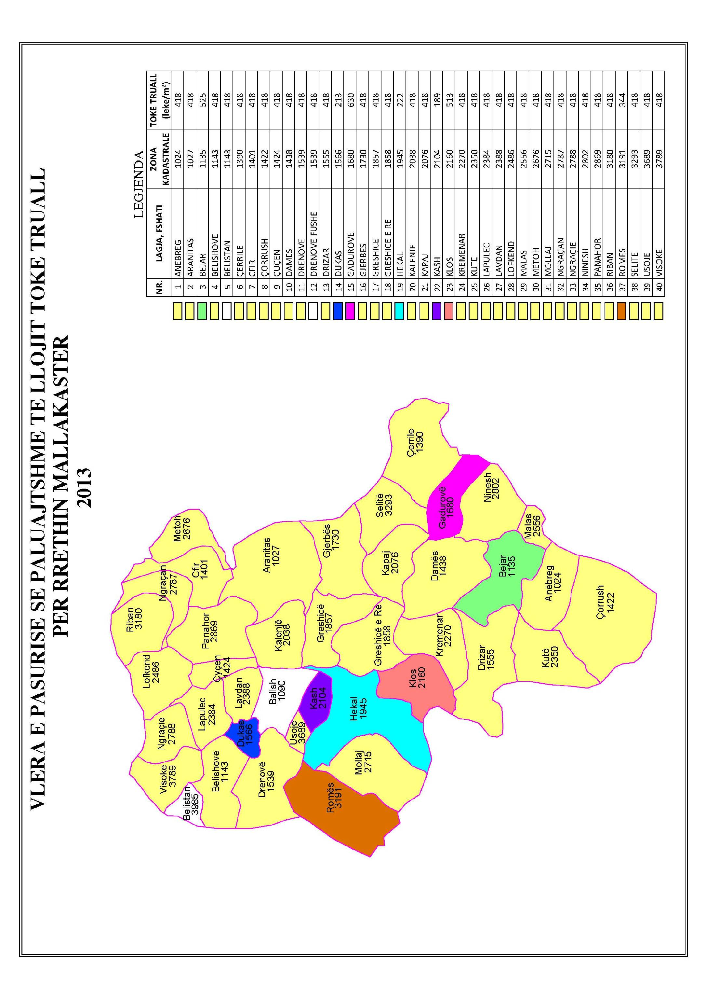 VLERA E PASURISE SE PALUAJTSHME TE LLOJIT TOKE TRUALL
PER RRETHIN MALLAKASTER
2013
LEGJENDA
NR. LAGJA, FSHATI ZONA KADASTRALE TOKE TRUALL (leke/m²)
1 ANEBREG 1024 418
2 ARANITAS 1027 418
3 BEJAR 1135 525
4 BELISHOVE 1143 418
5 BELISTAN 1143 418
6 ÇERRILE 1390 418
7 CFIR 1401 418
8 ÇORRUSH 1422 418
9 ÇUÇEN 1424 418
10 DAMES 1438 418
11 DRENOVE 1539 418
12 DRENOVE FUSHE 1539 418
13 DRIZAR 1555 418
14 DUKAS 1566 213
15 GADUROVE 1680 630
16 GJERBES 1730 418
17 GRESHICE 1857 418
18 GRESHICE E RE 1858 418
19 HEKAL 1945 222
20 KALENJE 2038 418
21 KAPAJ 2076 418
22 KASH 2104 189
23 KLOS 2160 513
24 KREMENAR 2270 418
25 KUTE 2350 418
26 LAPULEC 2384 418
27 LAVDAN 2388 418
28 LOFKEND 2486 418
29 MALAS 2556 418
30 METOH 2676 418
31 MOLLAJ 2715 418
32 NGRAÇAN 2787 418
33 NGRAÇIE 2788 418
34 NINESH 2802 418
35 PANAHOR 2869 418
36 RIBAN 3180 418
37 ROMES 3191 344
38 SELITE 3293 418
39 USOJE 3689 418
40 VISOKE 3789 418
Riban
3180
Lofkend
2486
Ngraçan
2787
Metoh
2676
Cfir
1401
Ngraçie
2788
Visoke
3789
Belistan
3985
Lapulec
2384
Panahor
2869
Çyçen
1424
Belishovë
1143
Lavdan
2388
Dukas
1566
Drenovë
1539
Aranitas
1027
Ballsh
1090
Kalenjë
2038
Usoje
3689
Kash
2104
Greshicë
1857
Gjerbës
1730
Romës
3191
Hekal
1945
Mollaj
2715
Greshicë e Re
1858
Kapaj
2076
Selitë
3293
Çerrile
1390
Klos
2160
Kremenar
2270
Damës
1438
Gadurovë
1680
Drizar
1555
Ninesh
2802
Bejar
1135
Malas
2556
Kutë
2350
Anëbreg
1024
Çorrush
1422